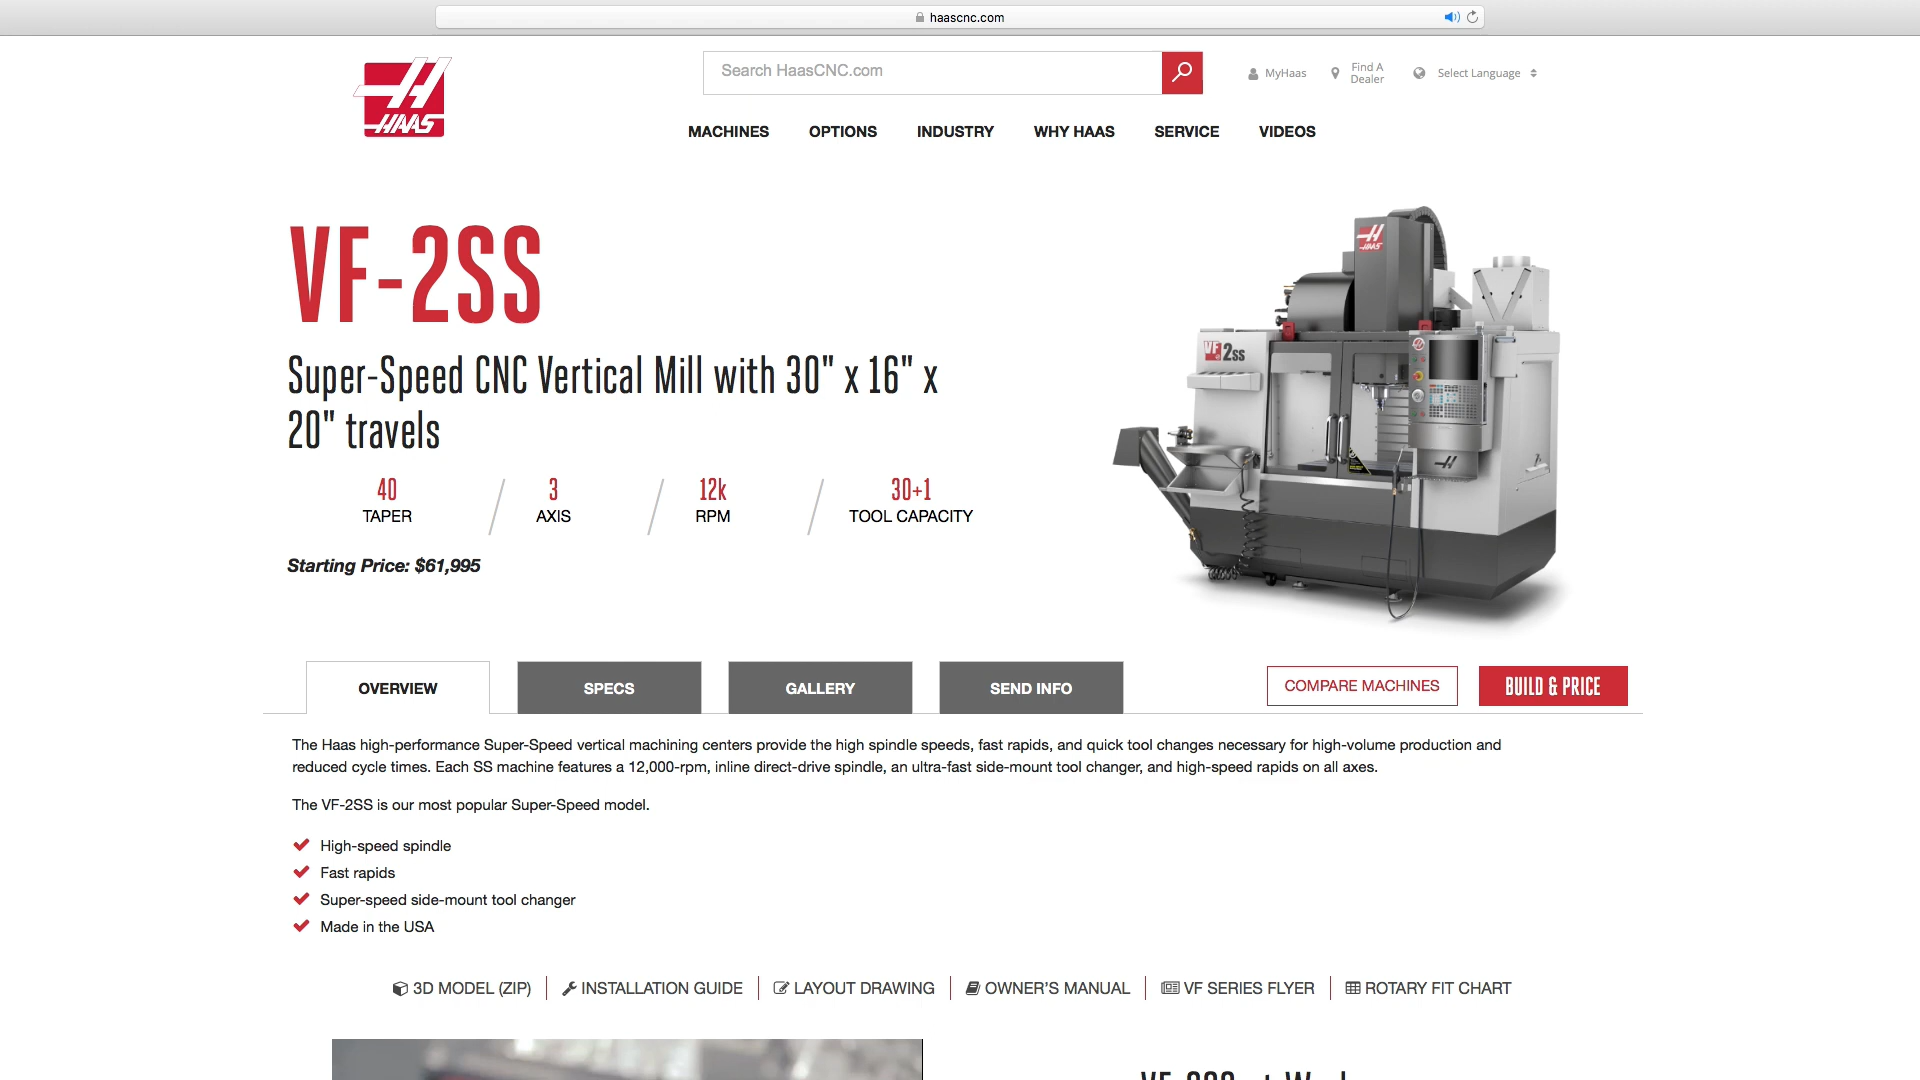 haascnc.com
HAAS
Search HaasCNC.com
MyHaas
Find A
Dealer
Select Language
MACHINES OPTIONS INDUSTRY WHY HAAS SERVICE VIDEOS
VF-2SS
Super-Speed CNC Vertical Mill with 30" x 16" x
20" travels
40 3 12k 30+1
TAPER AXIS RPM TOOL CAPACITY
Starting Price: $61,995
HAAS
VF 2SS
OVERVIEW SPECS GALLERY SEND INFO COMPARE MACHINES BUILD & PRICE
The Haas high-performance Super-Speed vertical machining centers provide the high spindle speeds, fast rapids, and quick tool changes necessary for high-volume production and
reduced cycle times. Each SS machine features a 12,000-rpm, inline direct-drive spindle, an ultra-fast side-mount tool changer, and high-speed rapids on all axes.
The VF-2SS is our most popular Super-Speed model.
High-speed spindle
Fast rapids
Super-speed side-mount tool changer
Made in the USA
3D MODEL (ZIP) INSTALLATION GUIDE LAYOUT DRAWING OWNER'S MANUAL VF SERIES FLYER ROTARY FIT CHART